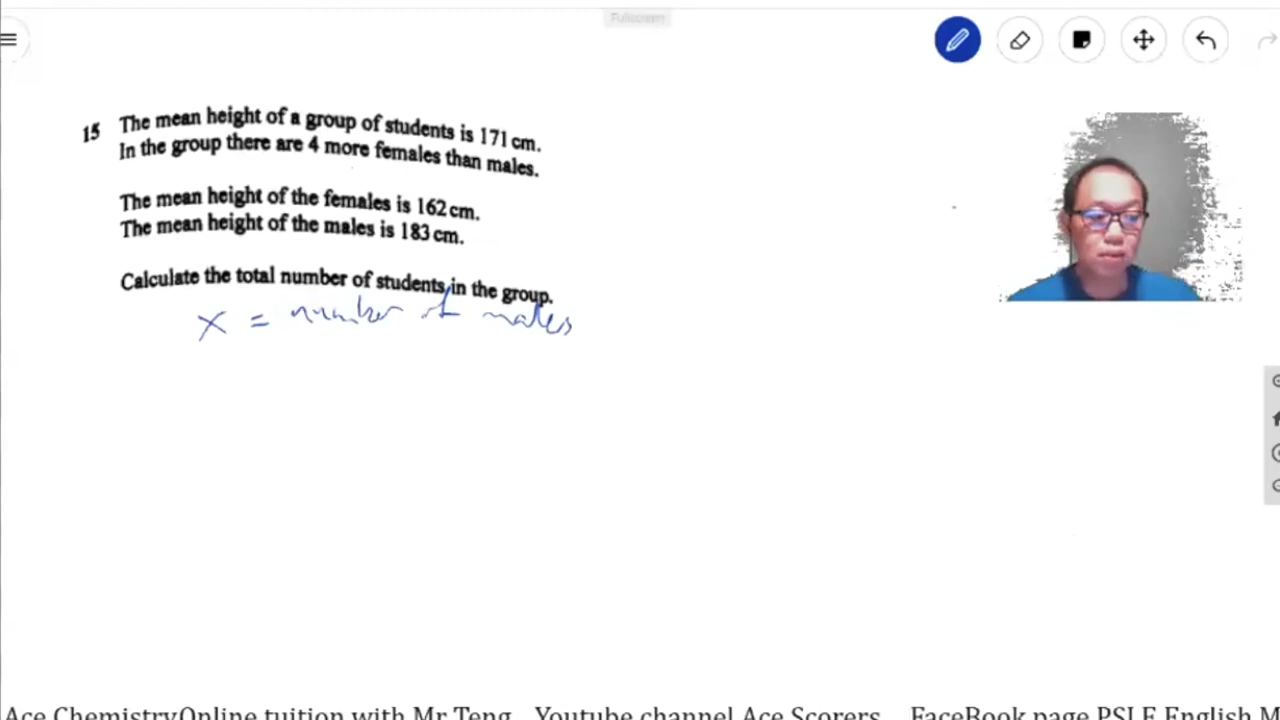 Fullscreen
15 The mean height of a group of students is 171 cm.
In the group there are 4 more females than males.
The mean height of the females is 162 cm.
The mean height of the males is 183 cm.
Calculate the total number of students in the group.
x = number of males
Ace ChemistryOnline tuition with Mr Teng Youtube channel Ace Scorers FaceBook page PSLE English M